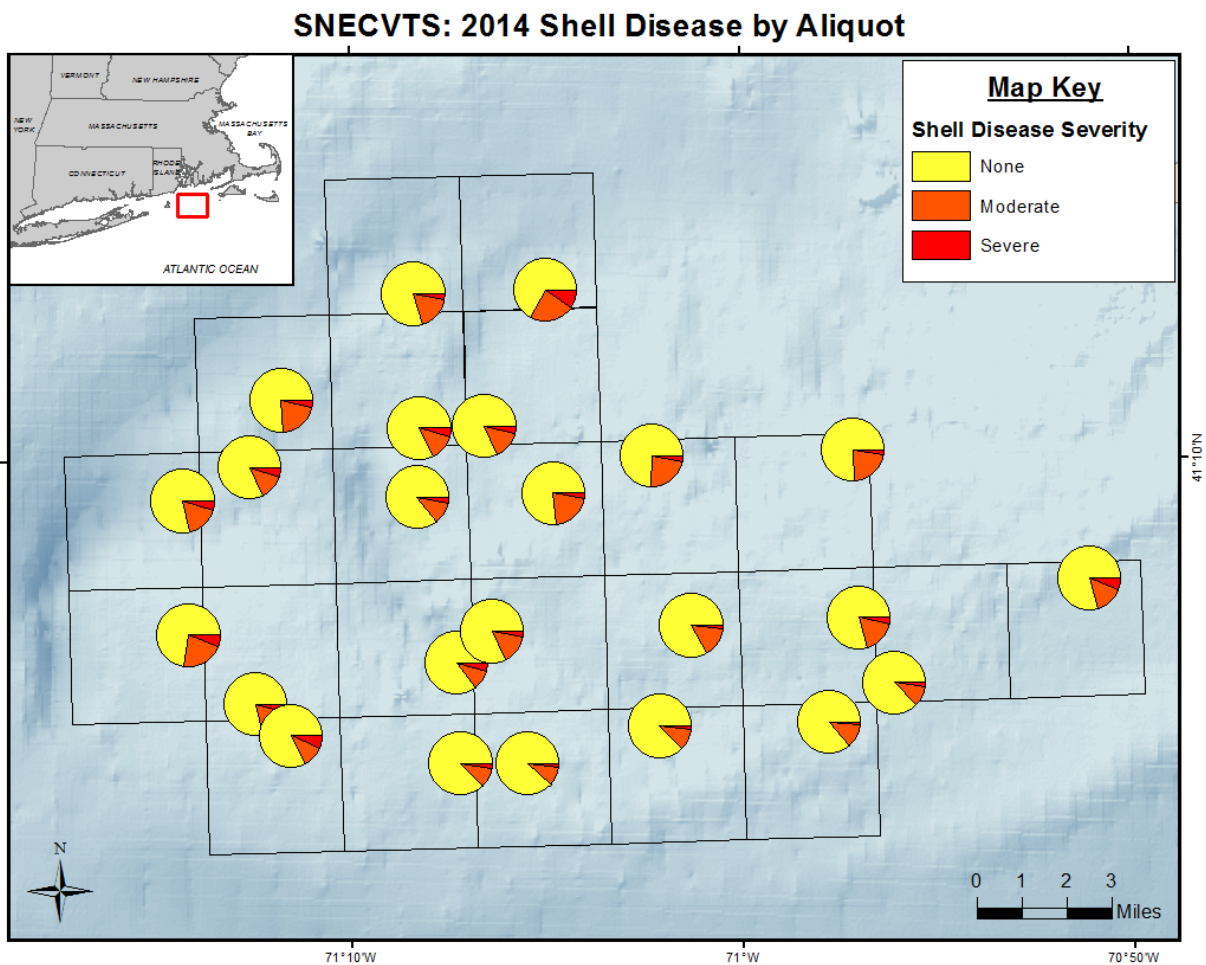 SNECVTS: 2014 Shell Disease by Aliquot
VERMONT
NEW HAMPSHIRE
NEW
YORK
MASSACHUSETTS
MASSACHUSETTS
BAY
CONNECTICUT
RHODE
ISLAND
ATLANTIC OCEAN
Map Key
Shell Disease Severity
None
Moderate
Severe
41°10'N
N
0 1 2 3
Miles
71°10'W
71°W
70°50'W